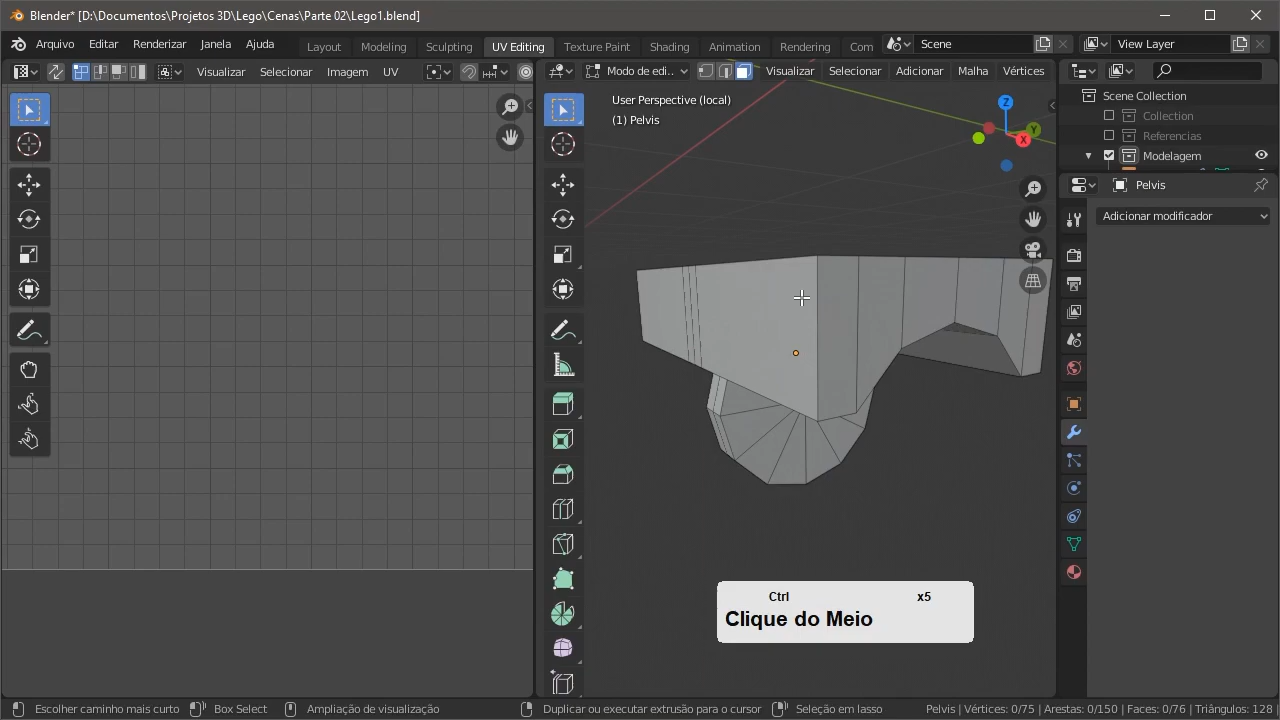 Blender* [D:\Documentos\Projetos 3D\Lego\Cenas\Parte 02\Lego1.blend]
Arquivo Editar Renderizar Janela Ajuda Layout Modeling Sculpting UV Editing Texture Paint Shading Animation Rendering Com Scene View Layer
Visualizar Selecionar Imagem UV Modo de edi.. Visualizar Selecionar Adicionar Malha Vértices
User Perspective (local)
(1) Pelvis
Z
Y
X
Scene Collection
Collection
Referencias
Modelagem
Pelvis
Adicionar modificador
Ctrl x5
Clique do Meio
Escolher caminho mais curto Box Select Ampliação de visualização Duplicar ou executar extrusão para o cursor Seleção em lasso Pelvis | Vértices: 0/75 | Arestas: 0/150 | Faces: 0/76 | Triângulos: 128